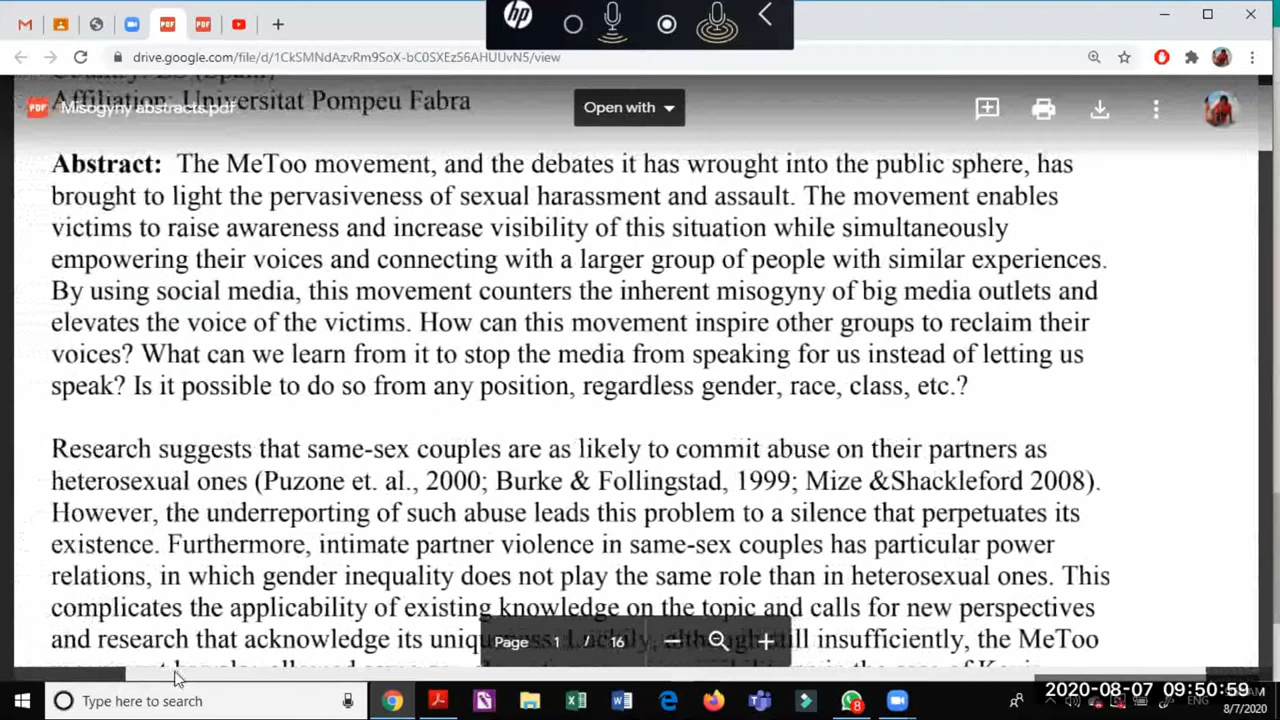 hp
drive.google.com/file/d/1CkSMNdAzvRm9SoX-bC0SXEz56AHUUvN5/view
Country: ES (Spain)
Affiliation: Universitat Pompeu Fabra
PDF Misogyny abstracts.pdf
Open with
Abstract: The MeToo movement, and the debates it has wrought into the public sphere, has
brought to light the pervasiveness of sexual harassment and assault. The movement enables
victims to raise awareness and increase visibility of this situation while simultaneously
empowering their voices and connecting with a larger group of people with similar experiences.
By using social media, this movement counters the inherent misogyny of big media outlets and
elevates the voice of the victims. How can this movement inspire other groups to reclaim their
voices? What can we learn from it to stop the media from speaking for us instead of letting us
speak? Is it possible to do so from any position, regardless gender, race, class, etc.?
Research suggests that same-sex couples are as likely to commit abuse on their partners as
heterosexual ones (Puzone et. al., 2000; Burke & Follingstad, 1999; Mize &Shackleford 2008).
However, the underreporting of such abuse leads this problem to a silence that perpetuates its
existence. Furthermore, intimate partner violence in same-sex couples has particular power
relations, in which gender inequality does not play the same role than in heterosexual ones. This
complicates the applicability of existing knowledge on the topic and calls for new perspectives
and research that acknowledge its insufficiently, the MeToo
Page 1 / 16
Type here to search
2020-08-07 09:50:59
ENG
8/7/2020